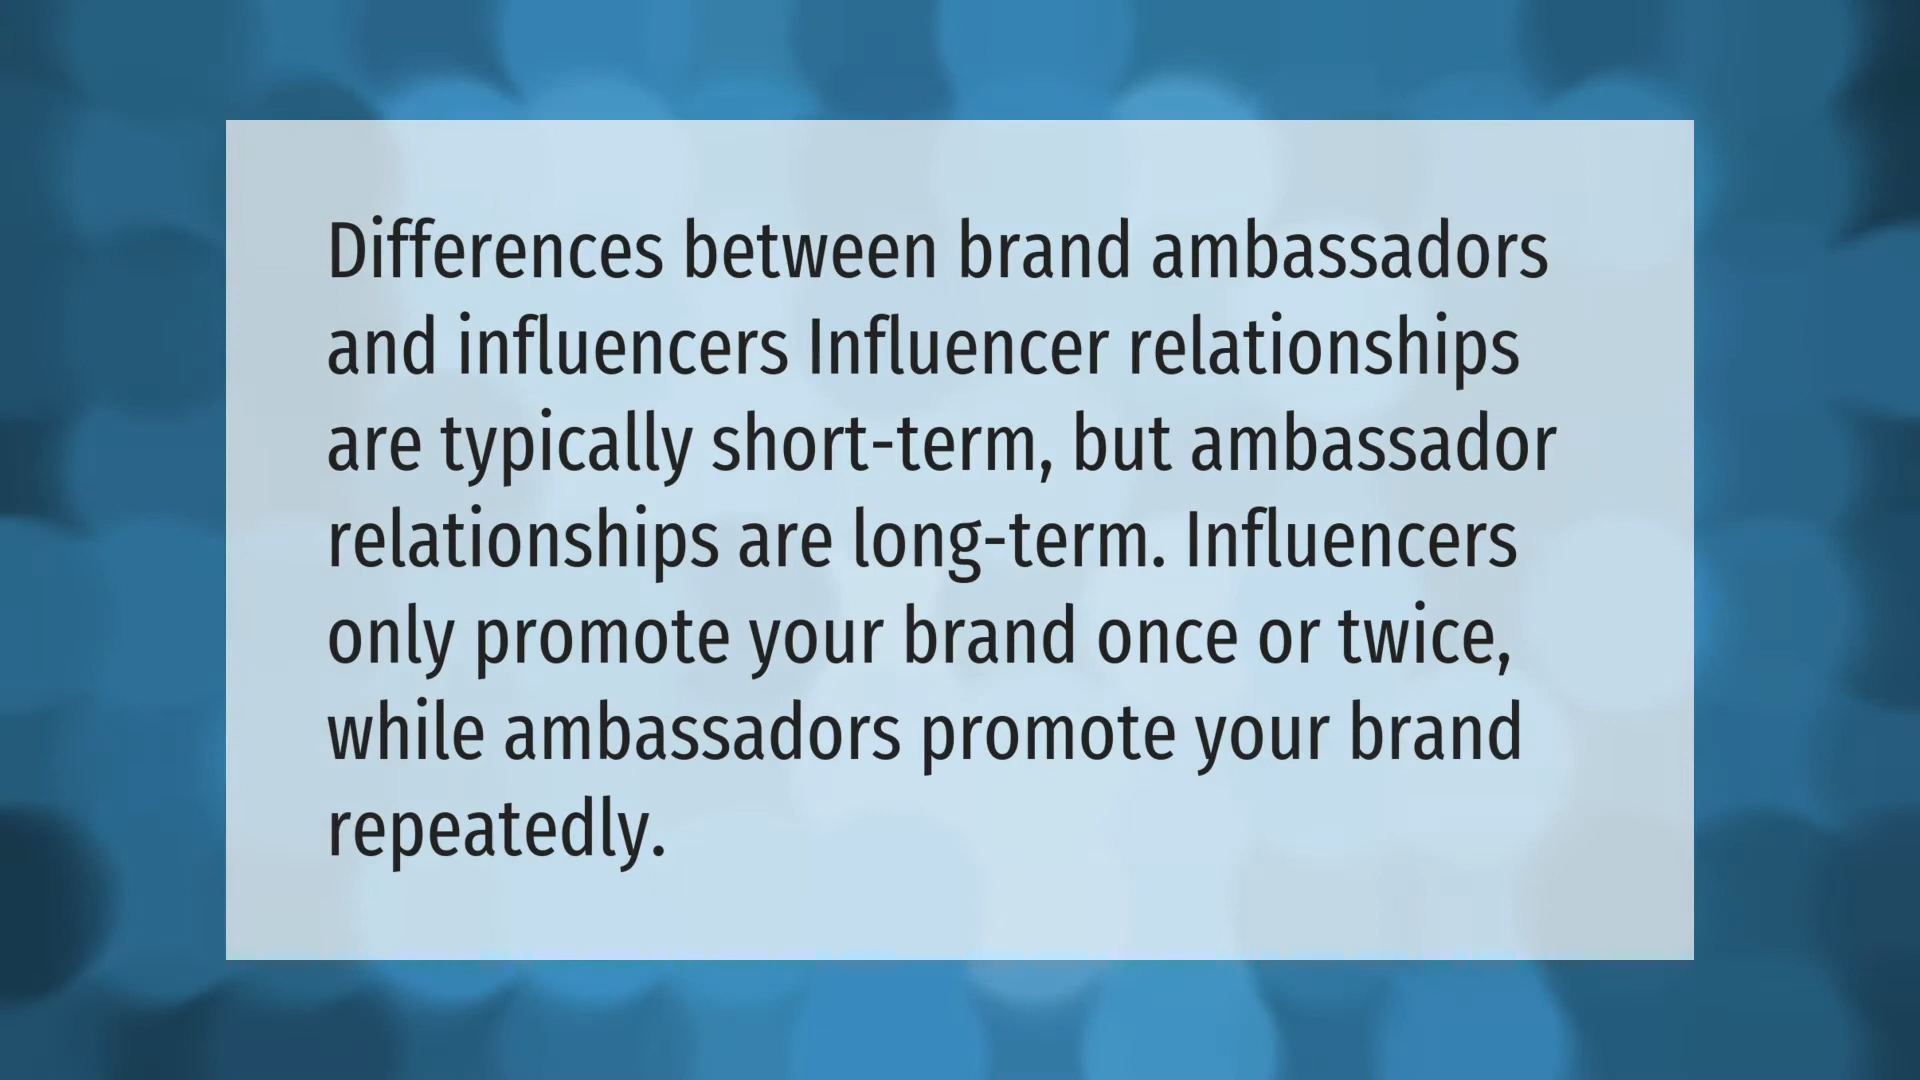 Differences between brand ambassadors
and influencers Influencer relationships
are typically short-term, but ambassador
relationships are long-term. Influencers
only promote your brand once or twice,
while ambassadors promote your brand
repeatedly.